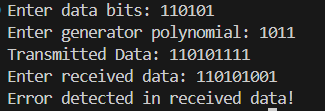 Enter data bits: 110101
Enter generator polynomial: 1011
Transmitted Data: 110101111
Enter received data: 110101001
Error detected in received data!